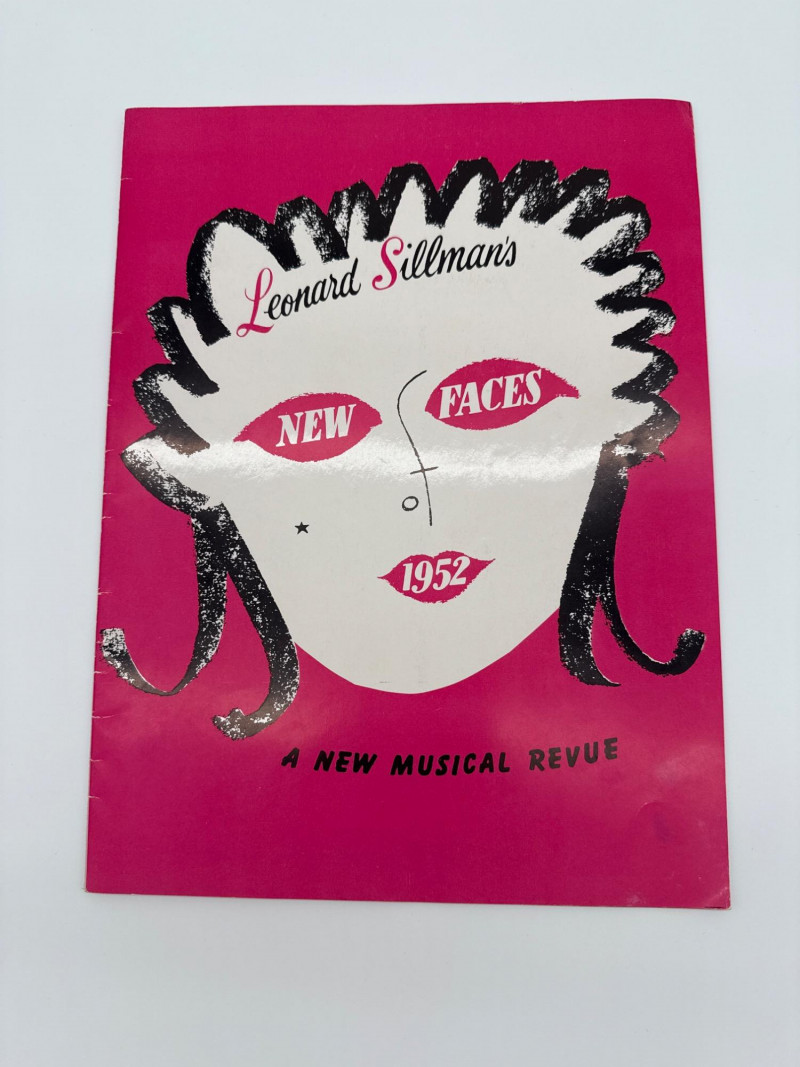 Leonard Sillman's
NEW FACES
1952
A NEW MUSICAL REVUE